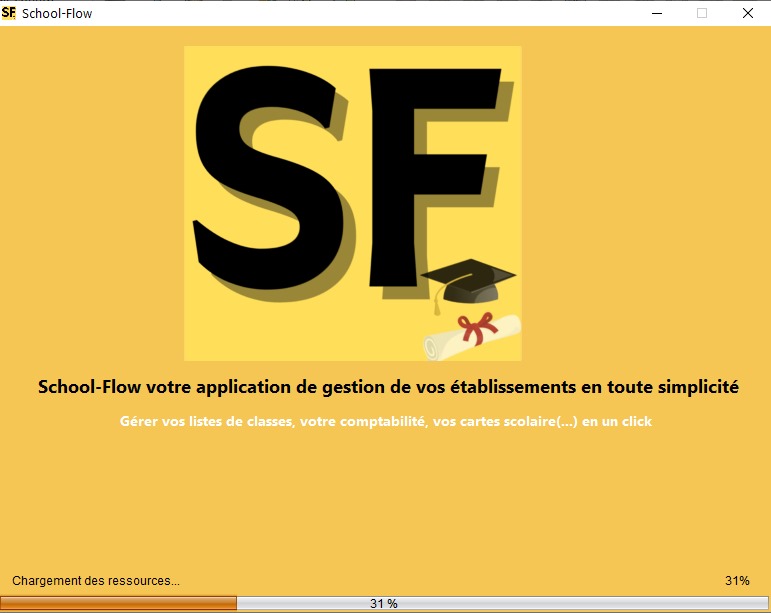 SF School-Flow
SF
School-Flow votre application de gestion de vos établissements en toute simplicité
Gérer vos listes de classes, votre comptabilité, vos cartes scolaire(...) en un click
Chargement des ressources... 31%
31 %